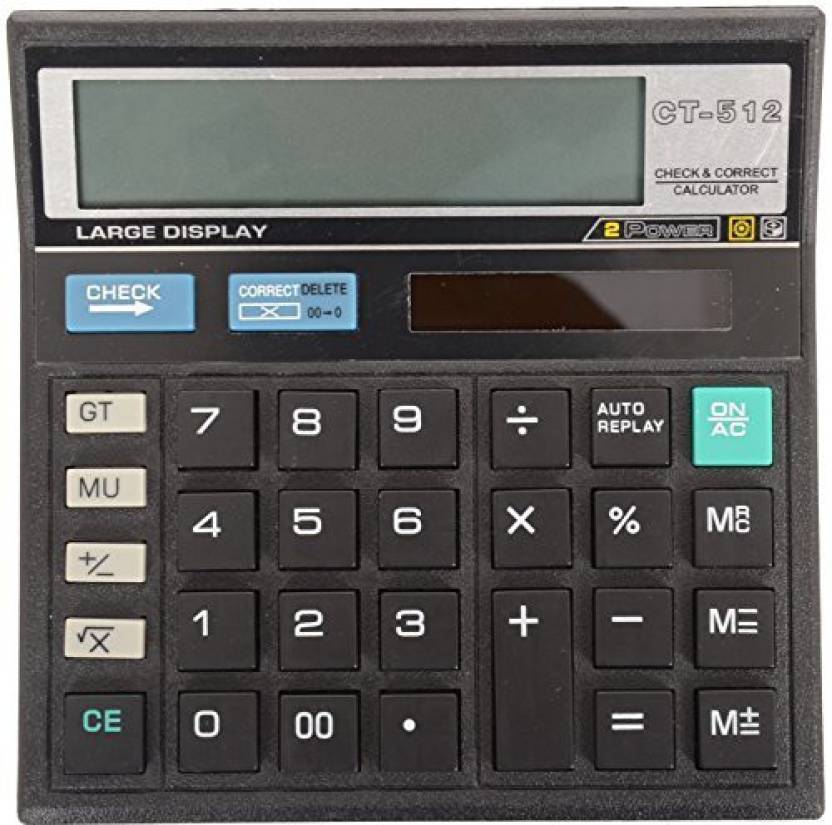 CT-512
CHECK & CORRECT
CALCULATOR
LARGE DISPLAY
2 POWER
CHECK
CORRECT DELETE
00→0
GT
7
8
9
÷
AUTO
REPLAY
ON
AC
MU
4
5
6
×
%
MRC
+/−
1
2
3
+
−
M−
√X
CE
0
00
.
=
M+